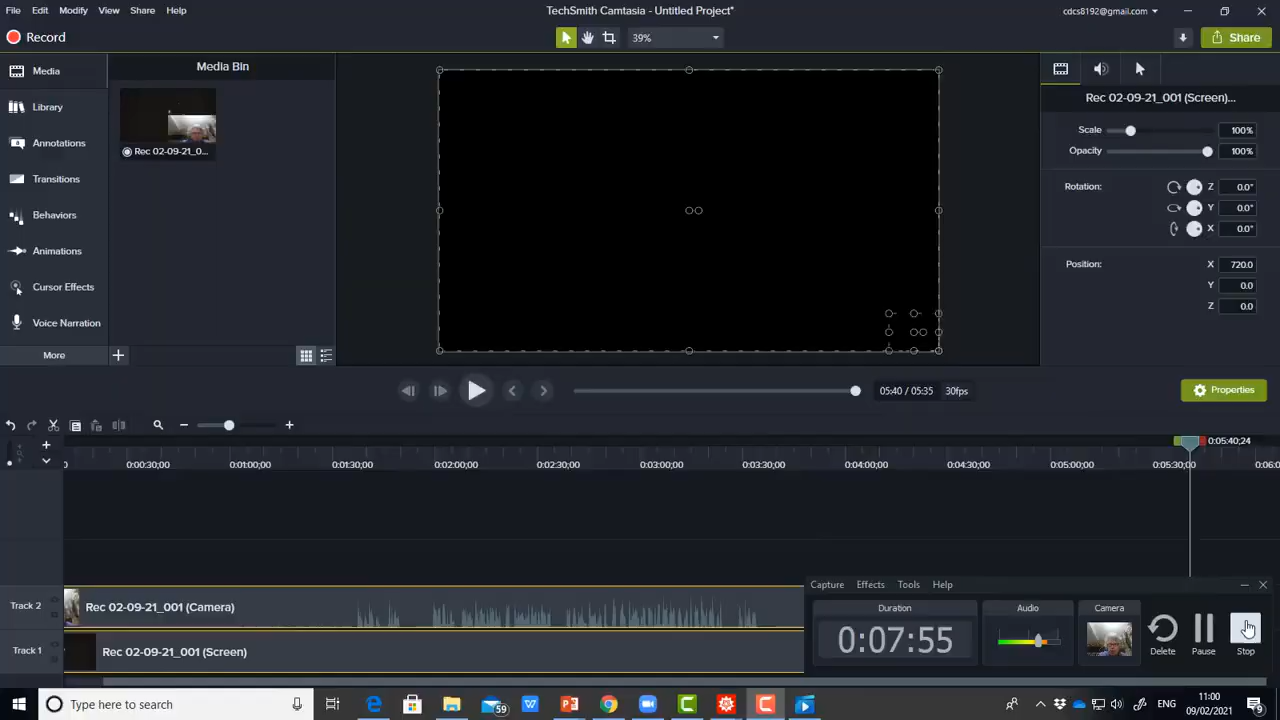 File Edit Modify View Share Help TechSmith Camtasia - Untitled Project* cdcs8192@gmail.com
Record 39% Share
Media Media Bin
Library
Annotations
Transitions
Behaviors
Animations
Cursor Effects
Voice Narration
More
Rec 02-09-21_0...
Rec 02-09-21_001 (Screen)...
Scale 100%
Opacity 100%
Rotation: Z 0.0°
Y 0.0°
X 0.0°
Position: X 720.0
Y 0.0
Z 0.0
05:40 / 05:35 30fps Properties
0:05:40;24
0:00:30;00 0:01:00;00 0:01:30;00 0:02:00;00 0:02:30;00 0:03:00;00 0:03:30;00 0:04:00;00 0:04:30;00 0:05:00;00 0:05:30;00
Track 2 Rec 02-09-21_001 (Camera)
Track 1 Rec 02-09-21_001 (Screen)
Capture Effects Tools Help
Duration Audio Camera
0:07:55
Delete Pause Stop
Type here to search 59 W C C ENG 11:00
09/02/2021